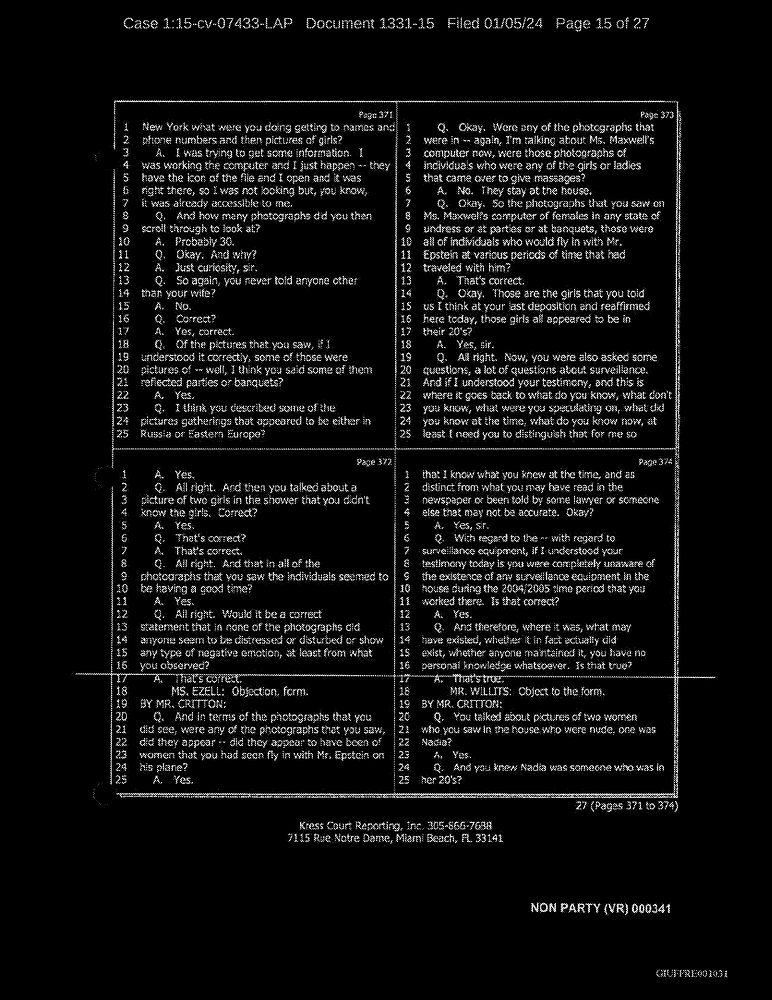 Case 1:15-cv-07433-LAP Document 1331-15 Filed 01/05/24 Page 15 of 27
Page 371
1 New York what were you doing getting to names and
2 phone numbers and then pictures of girls?
3 A. I was trying to get some information. I
4 was working the computer and I just happen -- they
5 have the icon of the file and I open and it was
6 right there, so I was not looking but, you know,
7 it was already accessible to me.
8 Q. And how many photographs did you then
9 scroll through to look at?
10 A. Probably 30.
11 Q. Okay. And why?
12 A. Just curiosity, sir.
13 Q. So again, you never told anyone other
14 than your wife?
15 A. No.
16 Q. Correct?
17 A. Yes, correct.
18 Q. Of the pictures that you saw, if I
19 understood it correctly, some of those were
20 pictures of -- well, I think you said some of them
21 reflected parties or banquets?
22 A. Yes.
23 Q. I think you described some of the
24 pictures gatherings that appeared to be either in
25 Russia or Eastern Europe?
Page 372
1 A. Yes.
2 Q. All right. And then you talked about a
3 picture of two girls in the shower that you didn't
4 know the girls. Correct?
5 A. Yes.
6 Q. That's correct?
7 A. That's correct.
8 Q. All right. And that in all of the
9 photographs that you saw the individuals seemed to
10 be having a good time?
11 A. Yes.
12 Q. All right. Would it be a correct
13 statement that in none of the photographs did
14 anyone seem to be distressed or disturbed or show
15 any type of negative emotion, at least from what
16 you observed?
17 A. That's correct.
18 MS. EZELL: Objection, form.
19 BY MR. CRITTON:
20 Q. And in terms of the photographs that you
21 did see, were any of the photographs that you saw,
22 did they appear -- did they appear to have been of
23 women that you had seen fly in with Mr. Epstein on
24 his plane?
25 A. Yes.
Page 373
1 Q. Okay. Were any of the photographs that
2 were in -- again, I'm talking about Ms. Maxwell's
3 computer now, were those photographs of
4 individuals who were any of the girls or ladies
5 that came over to give massages?
6 A. No. They stay at the house.
7 Q. Okay. So the photographs that you saw on
8 Ms. Maxwell's computer of females in any state of
9 undress or at parties or at banquets, those were
10 all of individuals who would fly in with Mr.
11 Epstein at various periods of time that had
12 traveled with him?
13 A. That's correct.
14 Q. Okay. Those are the girls that you told
15 us I think at your last deposition and reaffirmed
16 here today, those girls all appeared to be in
17 their 20's?
18 A. Yes, sir.
19 Q. All right. Now, you were also asked some
20 questions, a lot of questions about surveillance.
21 And if I understood your testimony, and this is
22 where it goes back to what do you know, what don't
23 you know, what were you speculating on, what did
24 you know at the time, what do you know now, at
25 least I need you to distinguish that for me so
Page 374
1 that I know what you knew at the time, and as
2 distinct from what you may have read in the
3 newspaper or been told by some lawyer or someone
4 else that may not be accurate. Okay?
5 A. Yes, sr.
6 Q. With regard to the -- with regard to
7 surveillance equipment, if I understood your
8 testimony today is you were completely unaware of
9 the existence of any surveillance equipment in the
10 house during the 2004/2005 time period that you
11 worked there. Is that correct?
12 A. Yes.
13 Q. And therefore, where it was, what may
14 have existed, whether it in fact actually did
15 exist, whether anyone maintained it, you have no
16 personal knowledge whatsoever. Is that true?
17 A. That's true.
18 MR. WILLITS: Object to the form.
19 BY MR. CRITTON:
20 Q. You talked about pictures of two women
21 who you saw in the house who were nude, one was
22 Nadia?
23 A. Yes.
24 Q. And you knew Nadia was someone who was in
25 her 20's?
27 (Pages 371 to 374)
Kress Court Reporting, Inc. 305-866-7688
7115 Rue Notre Dame, Miami Beach, FL 33141
NON PARTY (VR) 000341
GIUFFRE001031